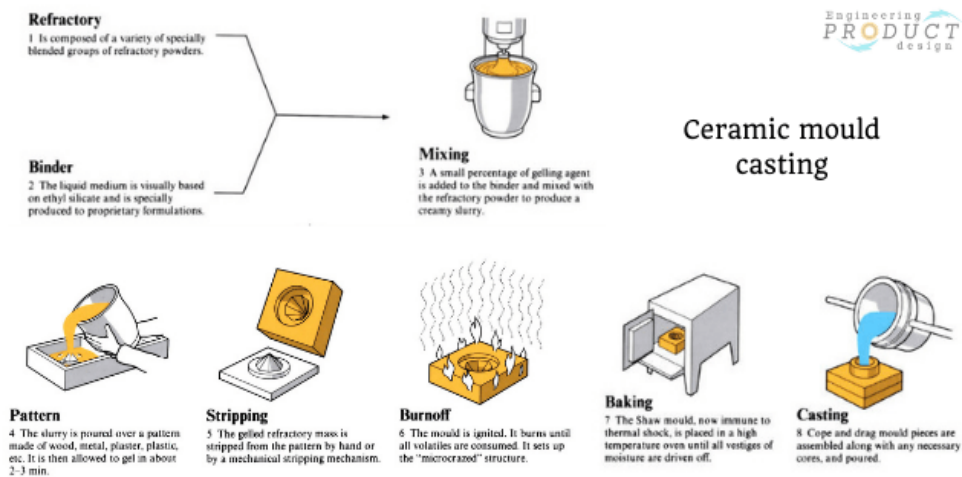 Refractory
1 Is composed of a variety of specially
blended groups of refractory powders.
Engineering
PRODUCT
design
Ceramic mould
casting
Binder
2 The liquid medium is visually based
on ethyl silicate and is specially
produced to proprietary formulations.
Mixing
3 A small percentage of gelling agent
is added to the binder and mixed with
the refractory powder to produce a
creamy slurry.
Pattern
4 The slurry is poured over a pattern
made of wood, metal, plaster, plastic,
etc. It is then allowed to gel in about
2-3 min.
Stripping
5 The gelled refractory mass is
stripped from the pattern by hand or
by a mechanical stripping mechanism.
Burnoff
6 The mould is ignited. It burns until
all volatiles are consumed. It sets up
the "microcrazed" structure.
Baking
7 The Shaw mould, now immune to
thermal shock, is placed in a high
temperature oven until all vestiges of
moisture are driven off.
Casting
8 Cope and drag mould pieces are
assembled along with any necessary
cores, and poured.